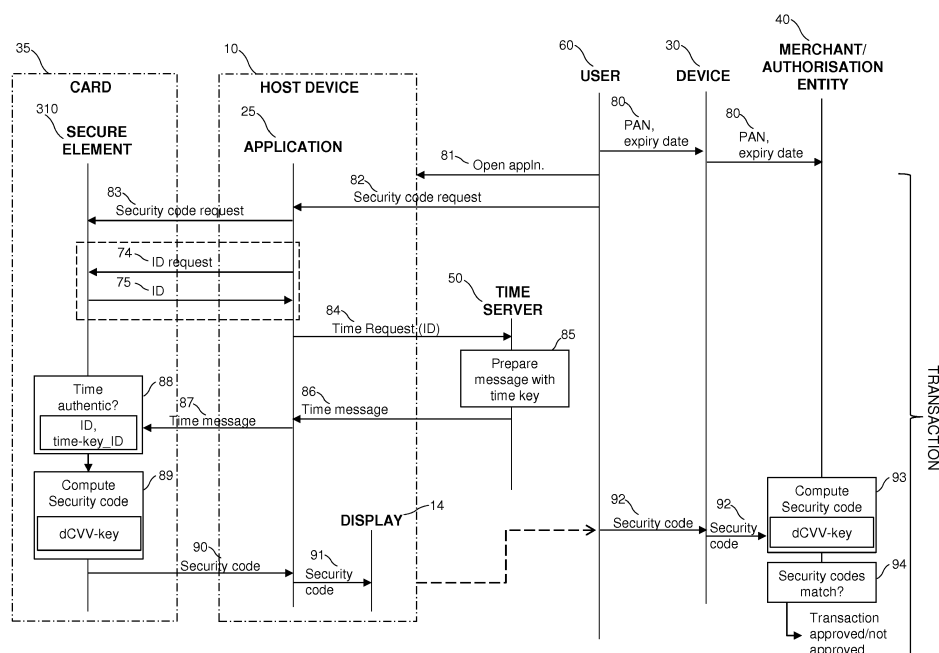 35
CARD
310
SECURE
ELEMENT
10
HOST DEVICE
25
APPLICATION
60
USER
30
DEVICE
40
MERCHANT/
AUTHORISATION
ENTITY
80
PAN,
expiry date
80
PAN,
expiry date
81
Open appln.
82
Security code request
83
Security code request
74
ID request
75
ID
50
TIME
SERVER
84
Time Request (ID)
85
Prepare
message with
time key
86
Time message
87
Time message
88
Time
authentic?
ID,
time-key_ID
89
Compute
Security code
dCVV-key
90
Security code
91
Security
code
DISPLAY
14
92
Security code
92
Security
code
93
Compute
Security code
dCVV-key
94
Security codes
match?
Transaction
approved/not
approved
TRANSACTION